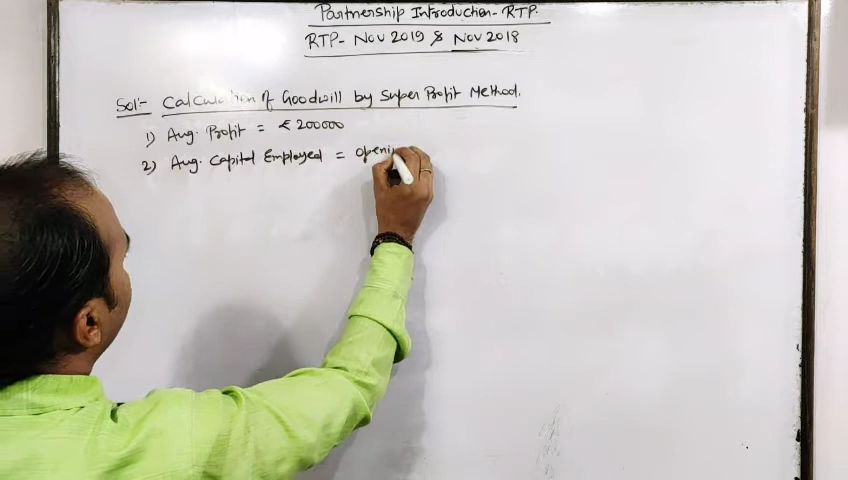 Partnership Introduction - RTP.
RTP - Nov 2019 & Nov 2018
Sol:- Calculation of Goodwill by Super Profit Method.
1) Avg. Profit = ₹ 200000
2) Avg. Capital Employed = openin